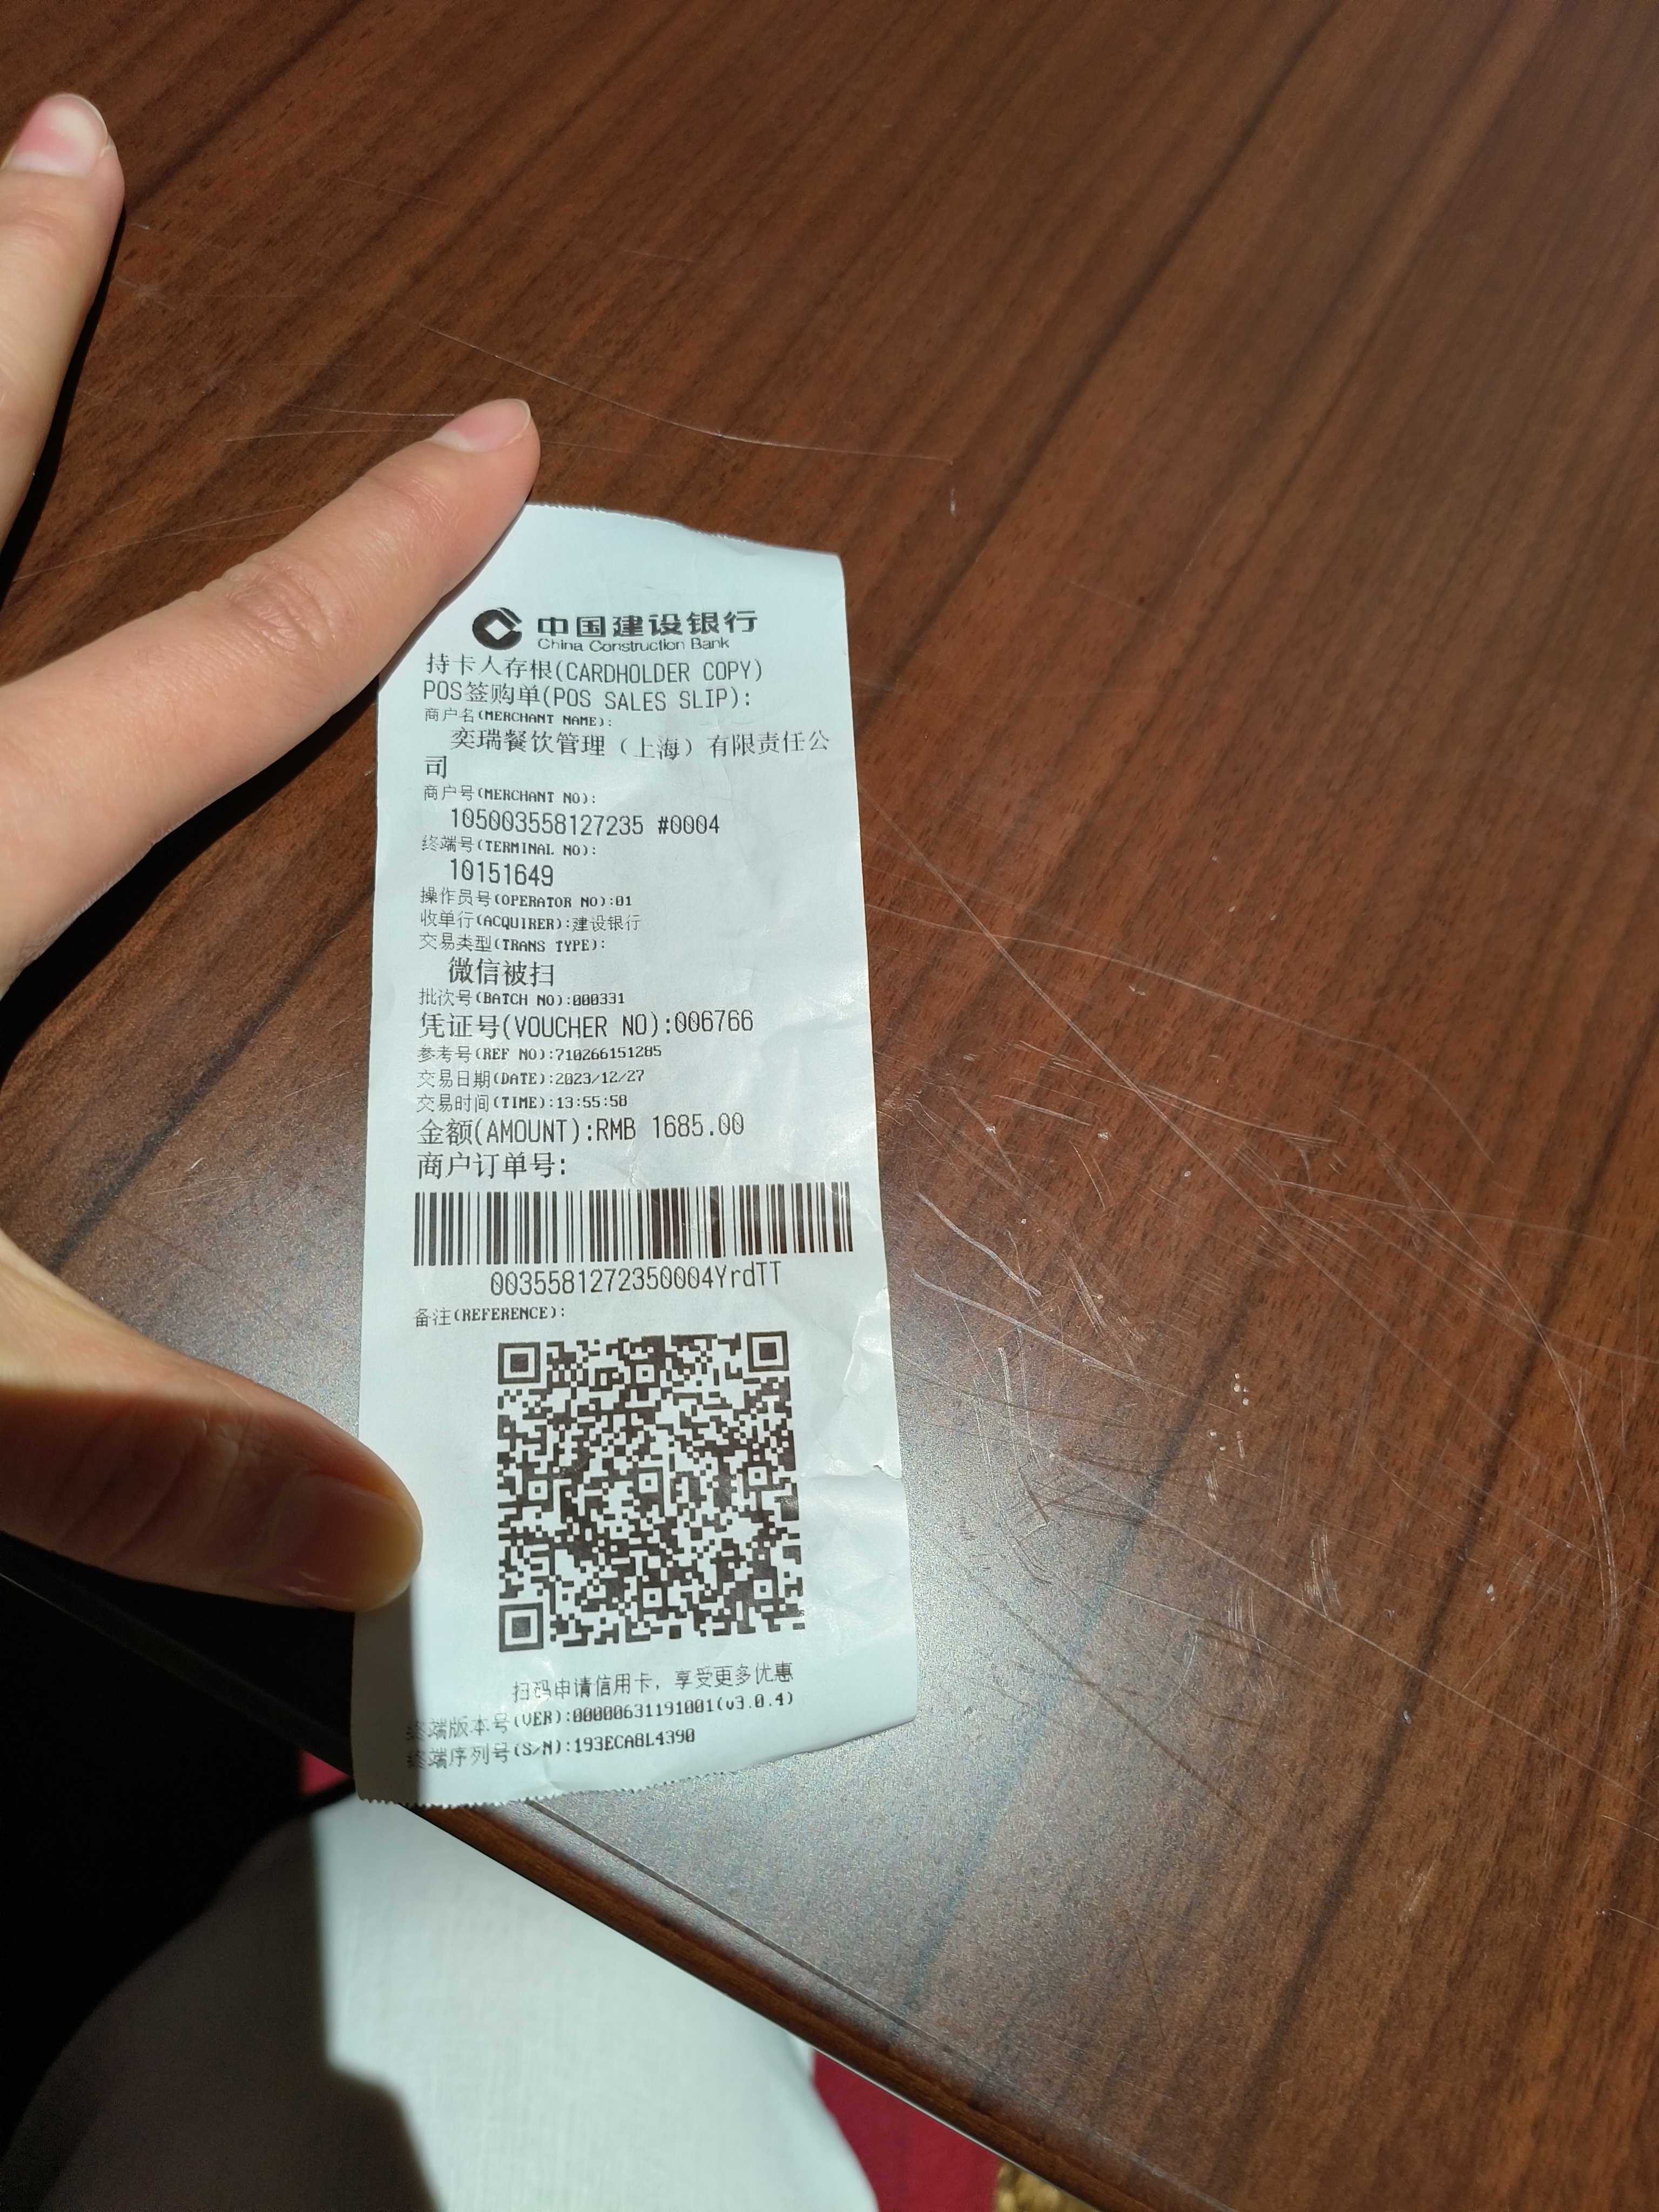 中国建设银行
China Construction Bank
持卡人存根(CARDHOLDER COPY)
POS签购单(POS SALES SLIP):
商户名(MERCHANT NAME):
奕瑞餐饮管理（上海）有限责任公
司
商户号(MERCHANT NO):
105003558127235 #0004
终端号(TERMINAL NO):
10151649
操作员号(OPERATOR NO):01
收单行(ACQUIRER):建设银行
交易类型(TRANS TYPE):
微信被扫
批次号(BATCH NO):000331
凭证号(VOUCHER NO):006766
参考号(REF NO):710266151285
交易日期(DATE):2023/12/27
交易时间(TIME):13:55:58
金额(AMOUNT):RMB 1685.00
商户订单号:
0035581272350004YrdTT
备注(REFERENCE):
扫码申请信用卡，享受更多优惠
终端版本号(VER):00000631191001(v3.0.4)
终端序列号(S/N):193ECA8L4390